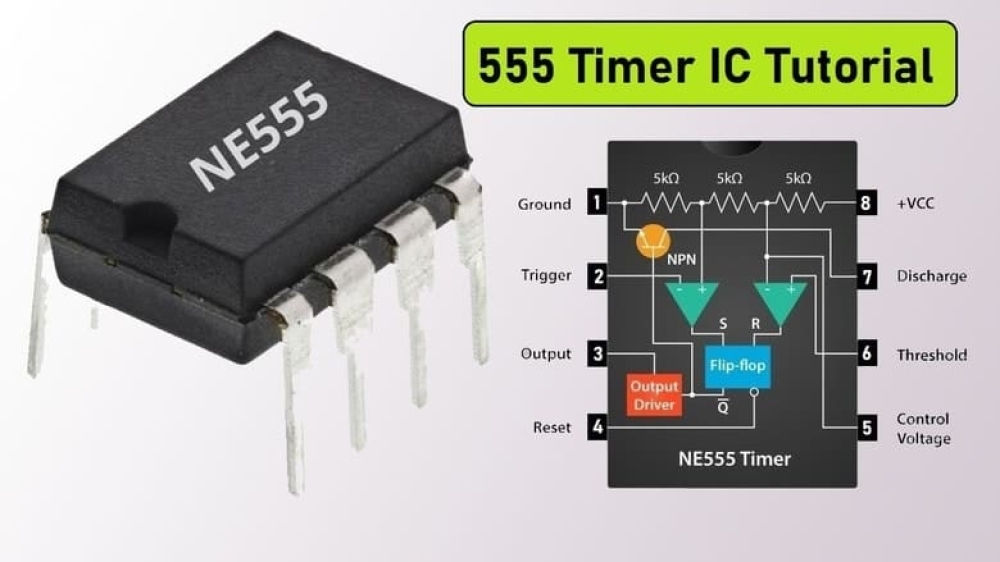 NE555
555 Timer IC Tutorial
5kΩ 5kΩ 5kΩ
Ground 1
8 +VCC
NPN
Trigger 2
7 Discharge
- + - +
S R
Output 3
Flip-flop
6 Threshold
Output
Driver
Q̅
Reset 4
5 Control
Voltage
NE555 Timer